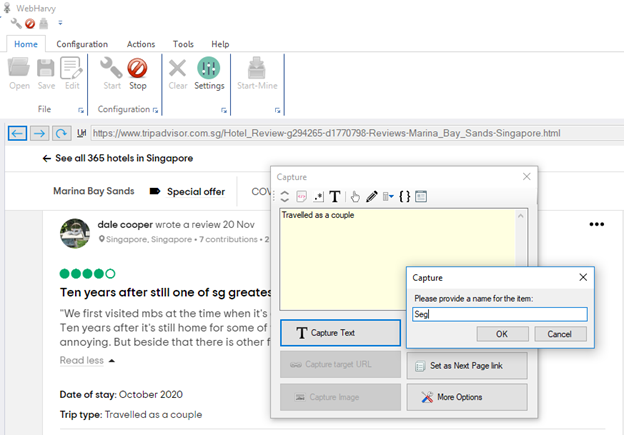 WebHarvy
Home Configuration Actions Tools Help
Open Save Edit Start Stop Clear Settings Start-Mine
File Configuration
Url https://www.tripadvisor.com.sg/Hotel_Review-g294265-d1770798-Reviews-Marina_Bay_Sands-Singapore.html
See all 365 hotels in Singapore
Marina Bay Sands Special offer COV
dale cooper wrote a review 20 Nov
Singapore, Singapore • 7 contributions • 2
Ten years after still one of sg greates
"We first visited mbs at the time when it's
Ten years after it's still home for some of
annoying. But beside that there is other f
Read less
Date of stay: October 2020
Trip type: Travelled as a couple
Capture
Travelled as a couple
Capture Text
Capture target URL Set as Next Page link
Capture Image More Options
Capture
Please provide a name for the item:
Seg
OK Cancel